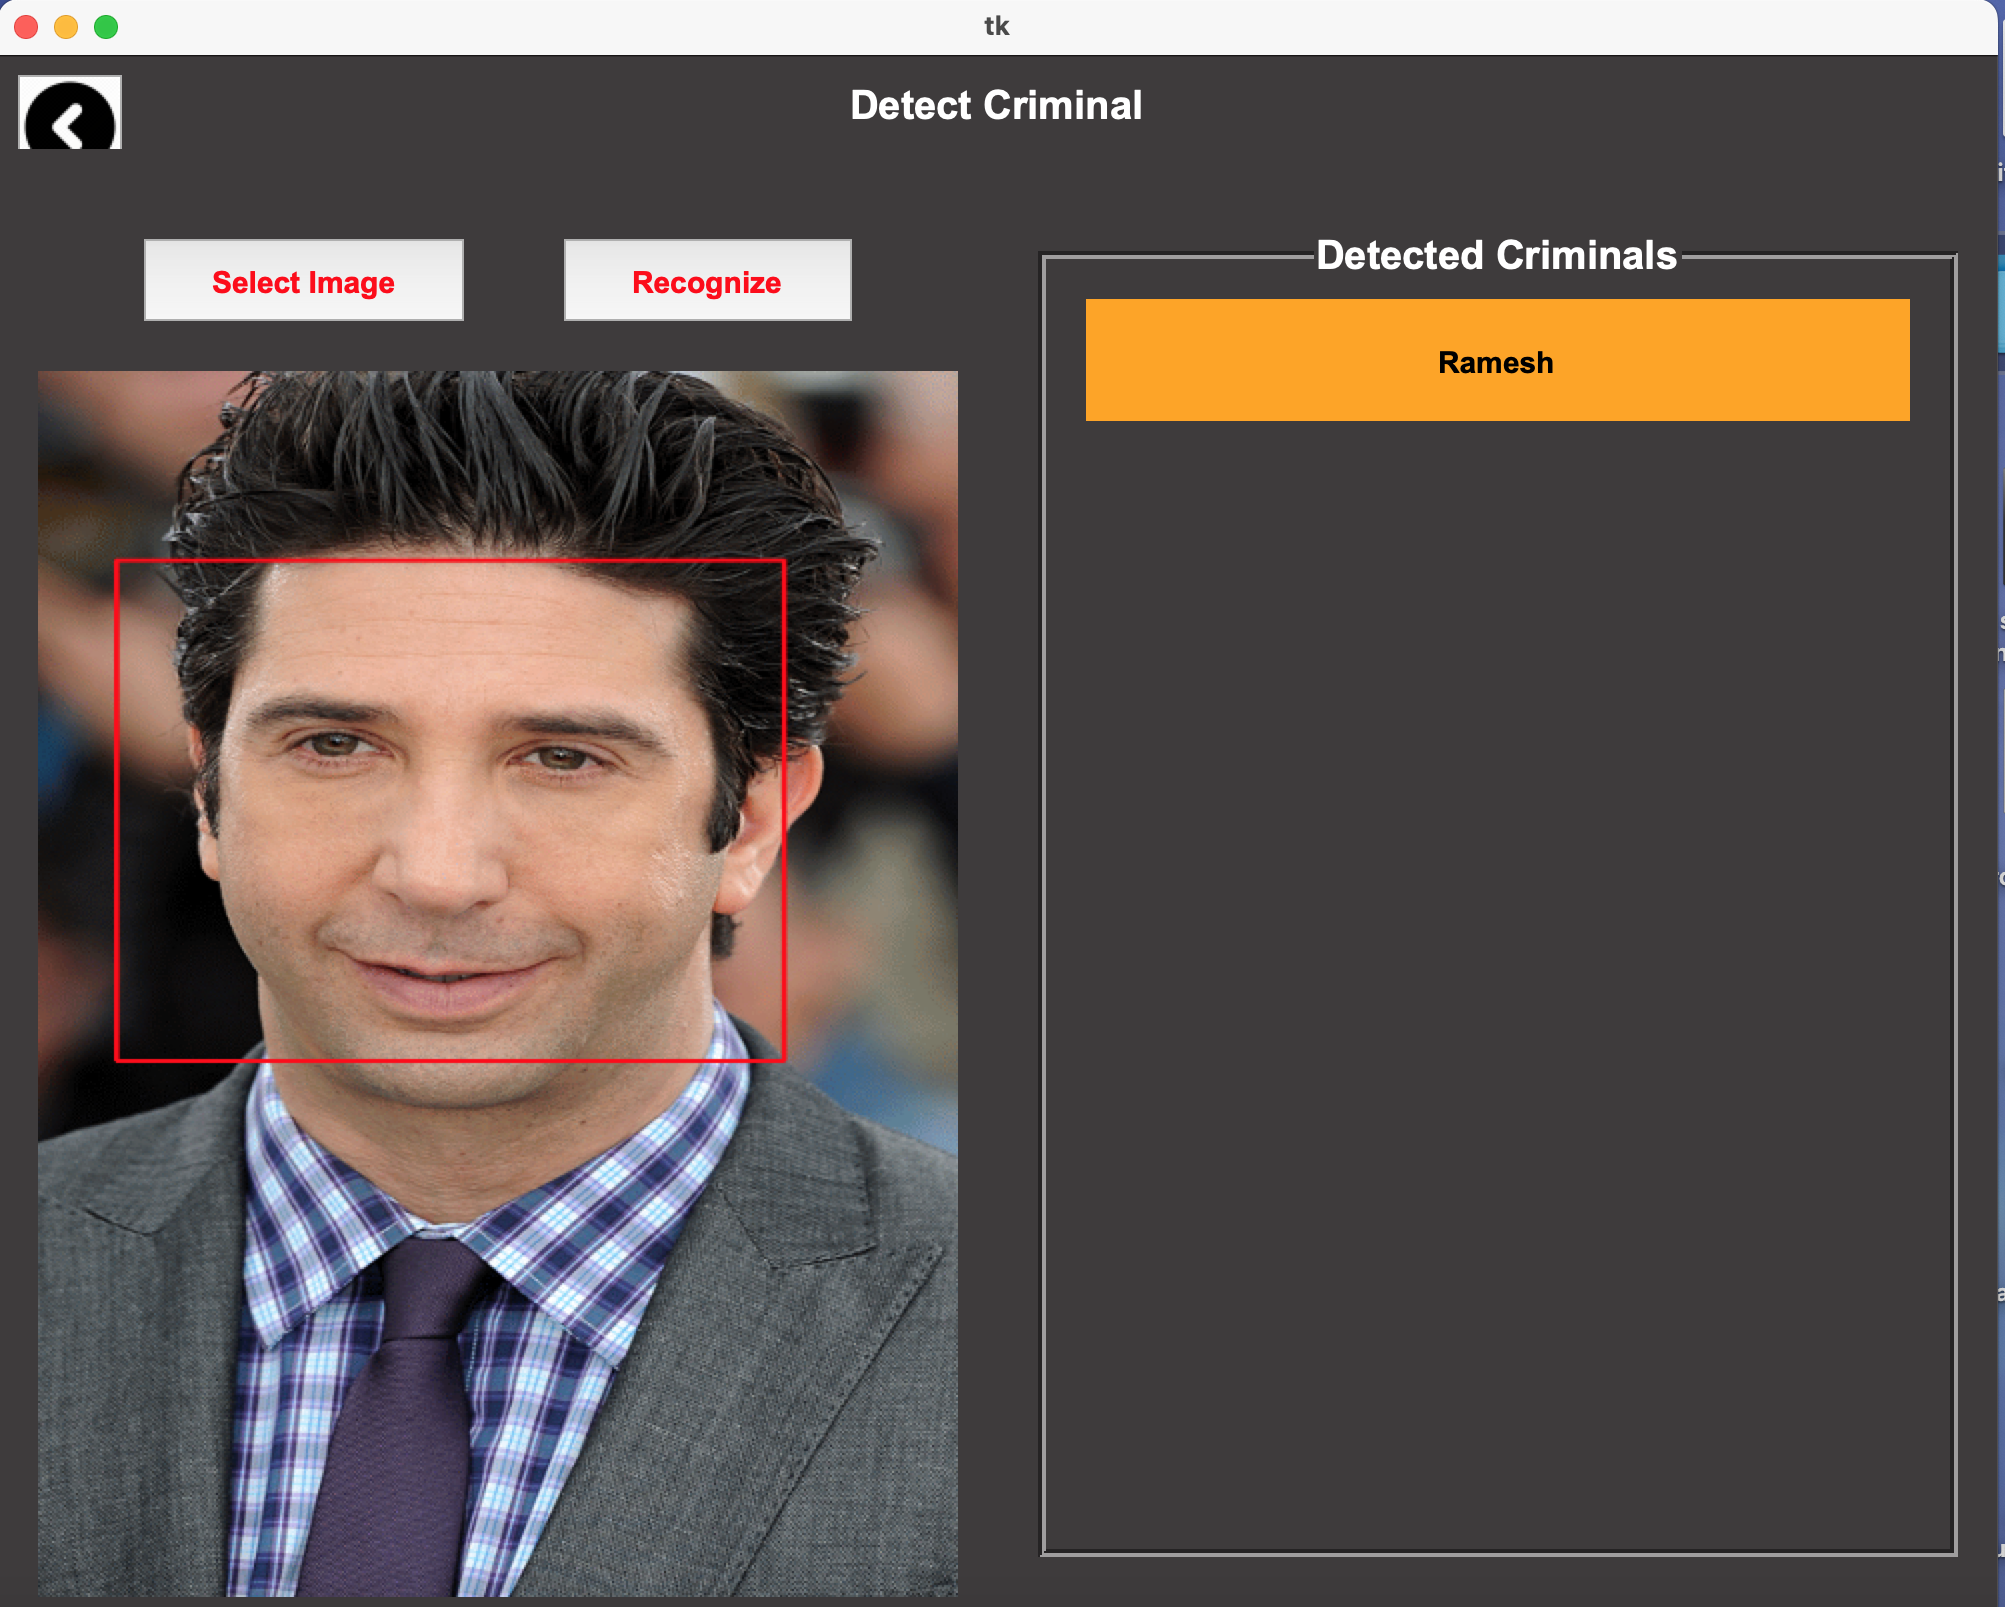 tk
Detect Criminal
Select Image
Recognize
Detected Criminals
Ramesh